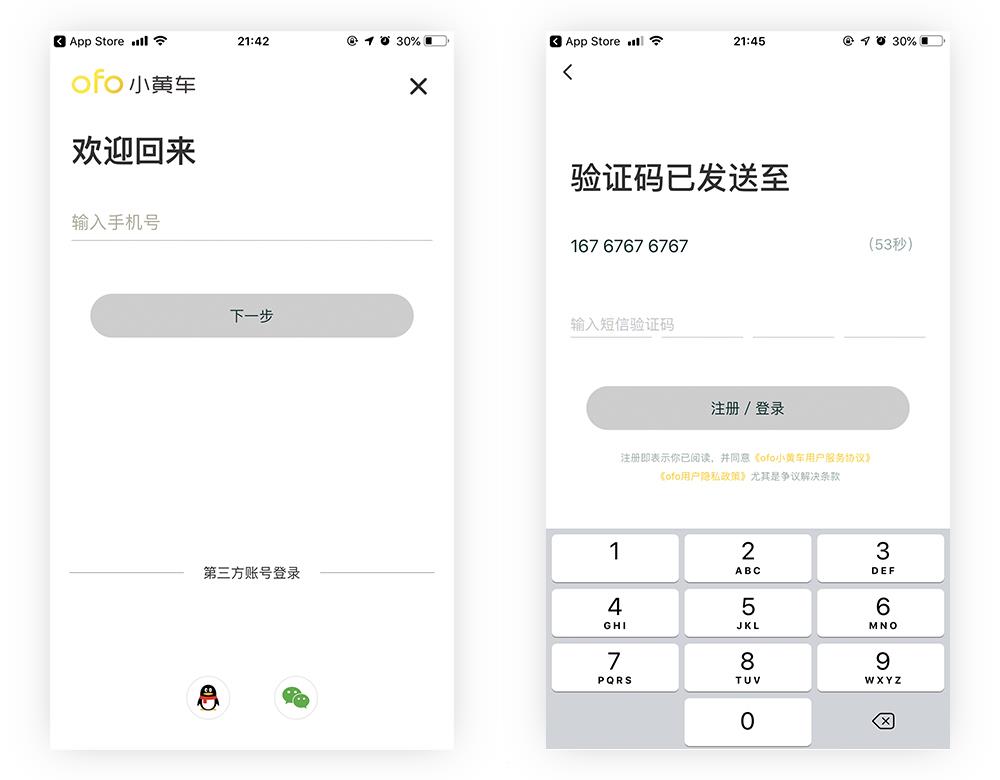 App Store 21:42 30%
ofo 小黄车
欢迎回来
输入手机号
下一步
第三方账号登录
App Store 21:45 30%
验证码已发送至
167 6767 6767 (53秒)
输入短信验证码
注册 / 登录
注册即表示你已阅读，并同意《ofo小黄车用户服务协议》
《ofo用户隐私政策》尤其是争议解决条款
1 2 3
ABC DEF
4 5 6
GHI JKL MNO
7 8 9
PQRS TUV WXYZ
0